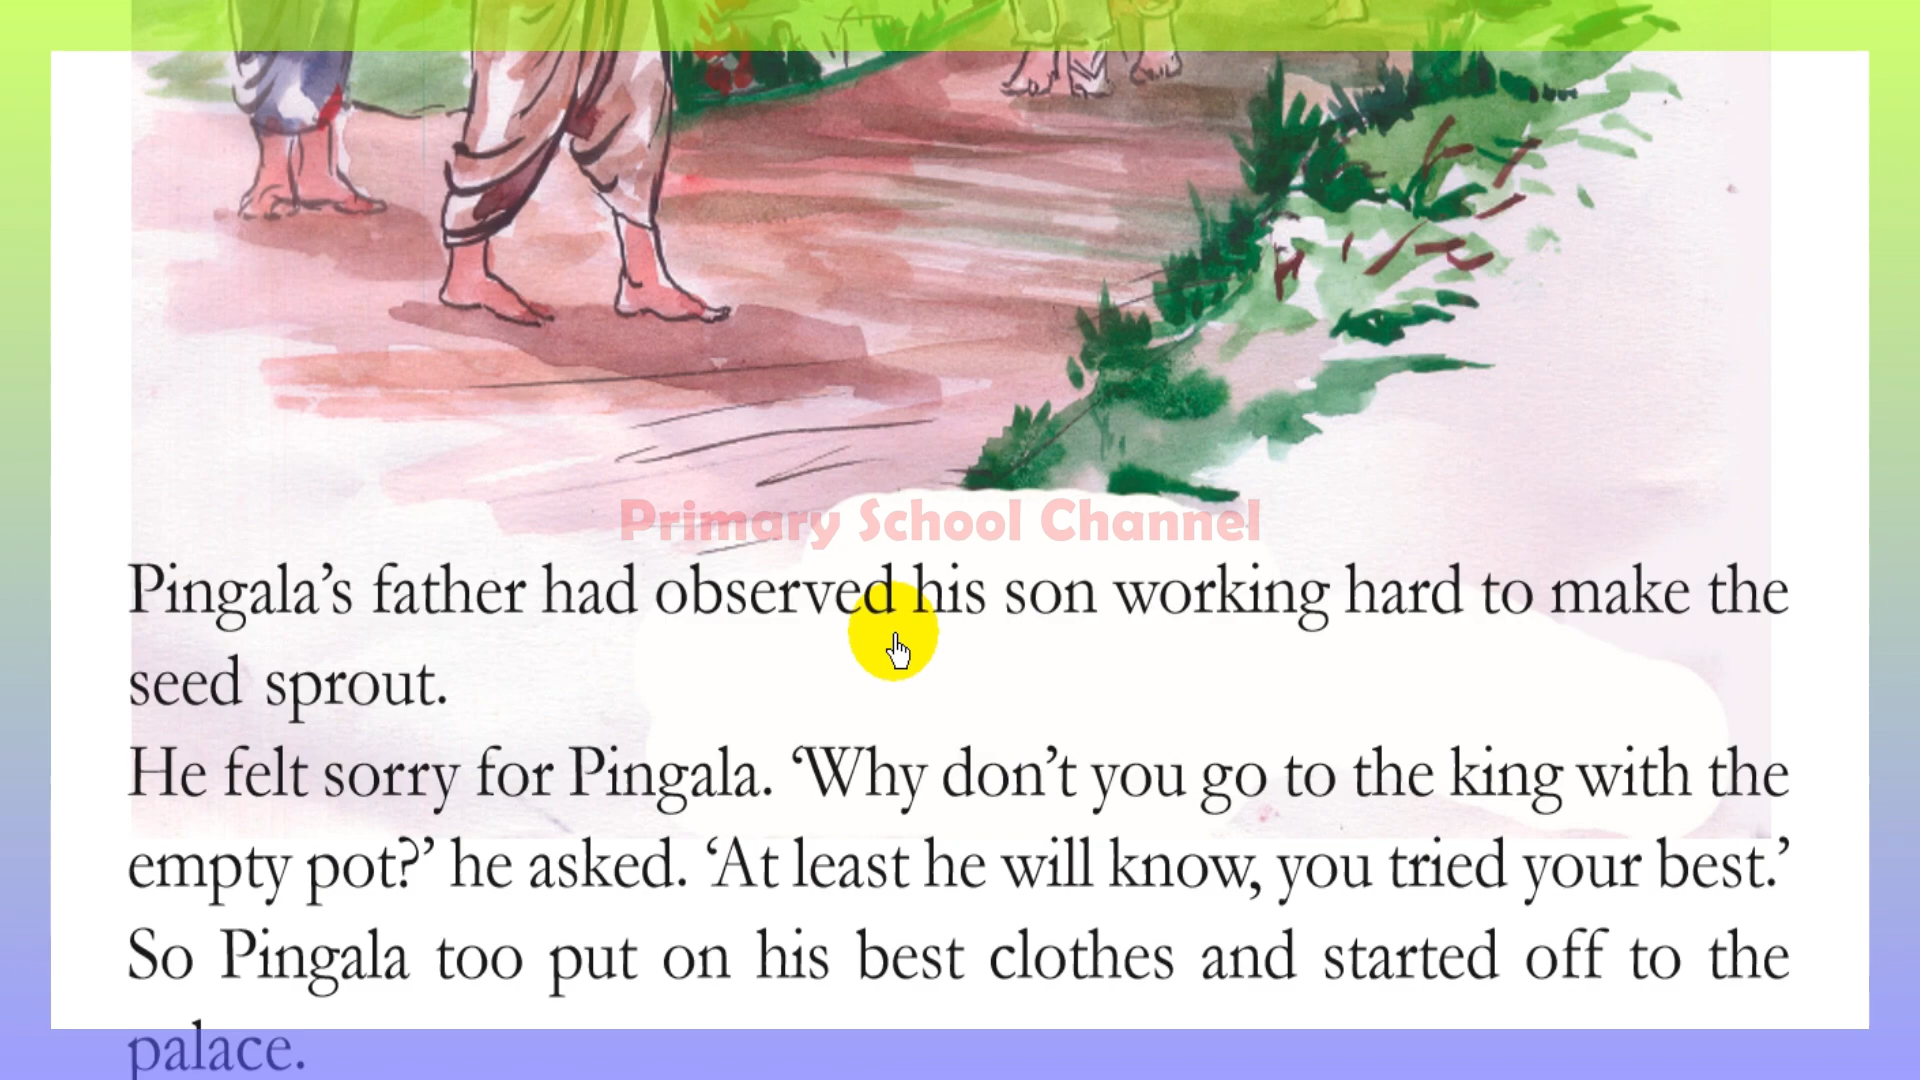 Primary School Channel
Pingala’s father had observed his son working hard to make the
seed sprout.
He felt sorry for Pingala. ‘Why don’t you go to the king with the
empty pot?’ he asked. ‘At least he will know, you tried your best.’
So Pingala too put on his best clothes and started off to the
palace.